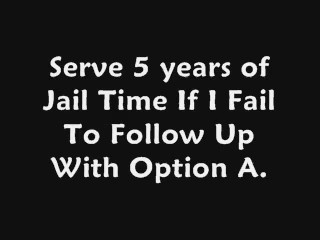 Serve 5 years of
Jail Time If I Fail
To Follow Up
With Option A.